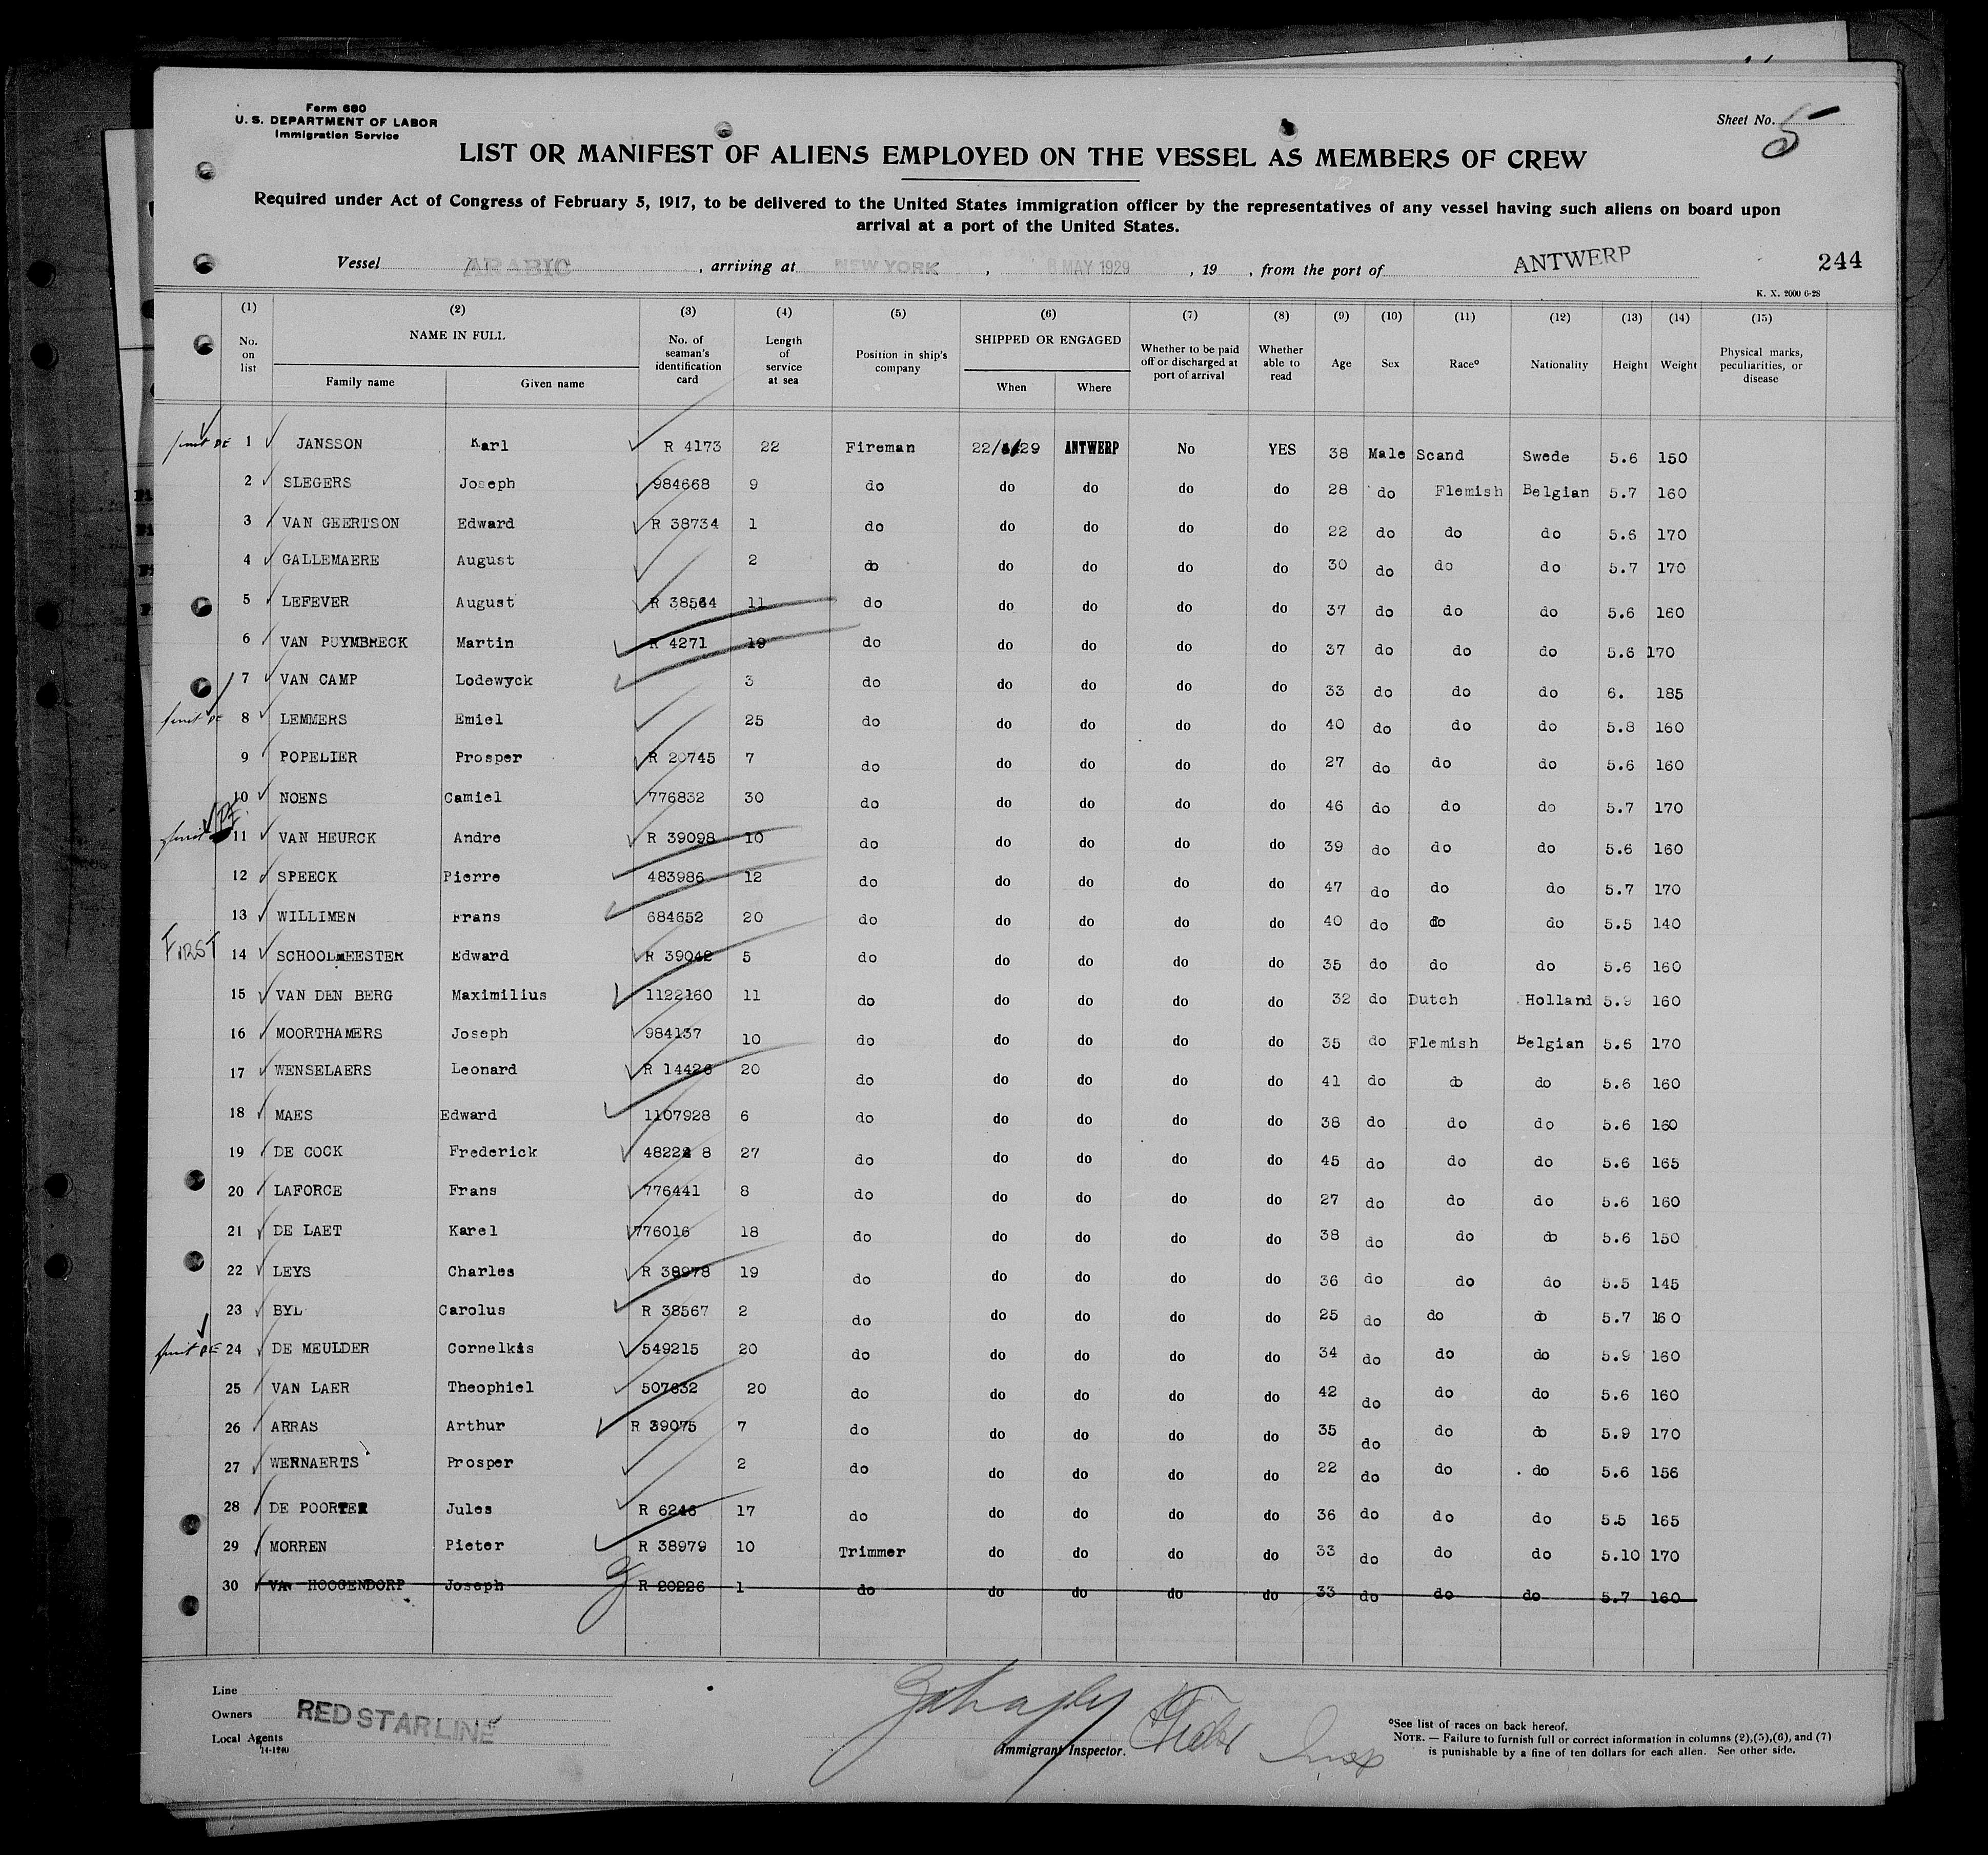 Form 680
U. S. DEPARTMENT OF LABOR
Immigration Service
Sheet No. 5
LIST OR MANIFEST OF ALIENS EMPLOYED ON THE VESSEL AS MEMBERS OF CREW
Required under Act of Congress of February 5, 1917, to be delivered to the United States immigration officer by the representatives of any vessel having such aliens on board upon
arrival at a port of the United States.
Vessel ARABIC, arriving at NEW YORK, 6 MAY 1929, 19 , from the port of ANTWERP 244
K. X. 2000 6-28
(1) (2) (3) (4) (5) (6) (7) (8) (9) (10) (11) (12) (13) (14) (15)
No. on list NAME IN FULL Family name Given name No. of seaman's identification card Length of service at sea Position in ship's company SHIPPED OR ENGAGED When Where Whether to be paid off or discharged at port of arrival Whether able to read Age Sex Race° Nationality Height Weight Physical marks, peculiarities, or disease
1 JANSSON Karl R 4173 22 Fireman 22/4/29 ANTWERP No YES 38 Male Scand Swede 5.6 150
2 SLEGERS Joseph 984668 9 do do do do do 28 do Flemish Belgian 5.7 160
3 VAN GEERTSON Edward R 38734 1 do do do do do 22 do do do 5.6 170
4 GALLEMAERE August 2 do do do do do 30 do do do 5.7 170
5 LEFEVER August R 38564 11 do do do do do 37 do do do 5.6 160
6 VAN PUYMBRECK Martin R 4271 19 do do do do do 37 do do do 5.6 170
7 VAN CAMP Lodewyck 3 do do do do do 33 do do do 6. 185
8 LEMMERS Emiel 25 do do do do do 40 do do do 5.8 160
9 POPELIER Prosper R 20745 7 do do do do do 27 do do do 5.6 160
10 NOENS Camiel 776832 30 do do do do do 46 do do do 5.7 170
11 VAN HEURCK Andre R 39098 10 do do do do do 39 do do do 5.6 160
12 SPEECK Pierre 483986 12 do do do do do 47 do do do 5.7 170
13 WILLIMEN Frans 684652 20 do do do do do 40 do do do 5.5 140
FIRST 14 SCHOOLMEESTER Edward R 39042 5 do do do do do 35 do do do 5.6 160
15 VAN DEN BERG Maximilius 1122160 11 do do do do do 32 do Dutch Holland 5.9 160
16 MOORTHAMERS Joseph 984137 10 do do do do do 35 do Flemish Belgian 5.6 170
17 WENSELAERS Leonard R 14426 20 do do do do do 41 do do do 5.6 160
18 MAES Edward 1107928 6 do do do do do 38 do do do 5.6 160
19 DE COCK Frederick 48222 8 27 do do do do do 45 do do do 5.6 165
20 LAFORCE Frans 776441 8 do do do do do 27 do do do 5.6 160
21 DE LAET Karel 776016 18 do do do do do 38 do do do 5.6 150
22 LEYS Charles R 38978 19 do do do do do 36 do do do 5.5 145
23 BYL Carolus R 38567 2 do do do do do 25 do do do 5.7 160
24 DE MEULDER Cornelkis 549215 20 do do do do do 34 do do do 5.9 160
25 VAN LAER Theophiel 507632 20 do do do do do 42 do do do 5.6 160
26 ARRAS Arthur R 39075 7 do do do do do 35 do do do 5.9 170
27 WERNAERTS Prosper 2 do do do do do 22 do do do 5.6 156
28 DE POORTER Jules R 6246 17 do do do do do 36 do do do 5.5 165
29 MORREN Pieter R 38979 10 Trimmer do do do do 33 do do do 5.10 170
30 VAN HOOGENDORP Joseph R 20226 1 do do do do do 33 do do do 5.7 160
Line
Owners RED STAR LINE
Local Agents
14-1240
Immigrant Inspector. Insp
°See list of races on back hereof.
NOTE. — Failure to furnish full or correct information in columns (2),(5),(6), and (7)
is punishable by a fine of ten dollars for each alien. See other side.